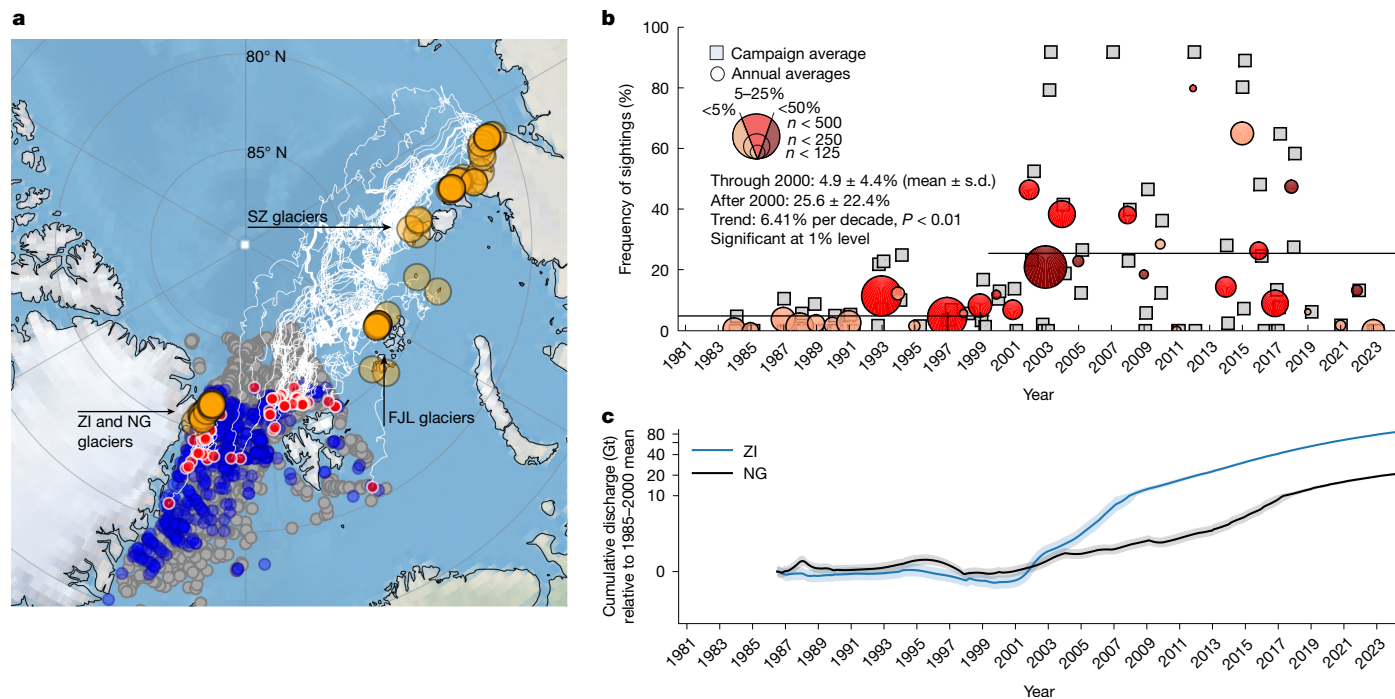 a
80° N
85° N
SZ glaciers
ZI and NG
glaciers
FJL glaciers
b
Frequency of sightings (%)
100
80
60
40
20
0
Campaign average
Annual averages
5–25%
<5%
<50%
n < 500
n < 250
n < 125
Through 2000: 4.9 ± 4.4% (mean ± s.d.)
After 2000: 25.6 ± 22.4%
Trend: 6.41% per decade, P < 0.01
Significant at 1% level
1981
1983
1985
1987
1989
1991
1993
1995
1997
1999
2001
2003
2005
2007
2009
2011
2013
2015
2017
2019
2021
2023
Year
c
Cumulative discharge (Gt)
relative to 1985–2000 mean
80
40
20
10
0
ZI
NG
1981
1983
1985
1987
1989
1991
1993
1995
1997
1999
2001
2003
2005
2007
2009
2011
2013
2015
2017
2019
2021
2023
Year